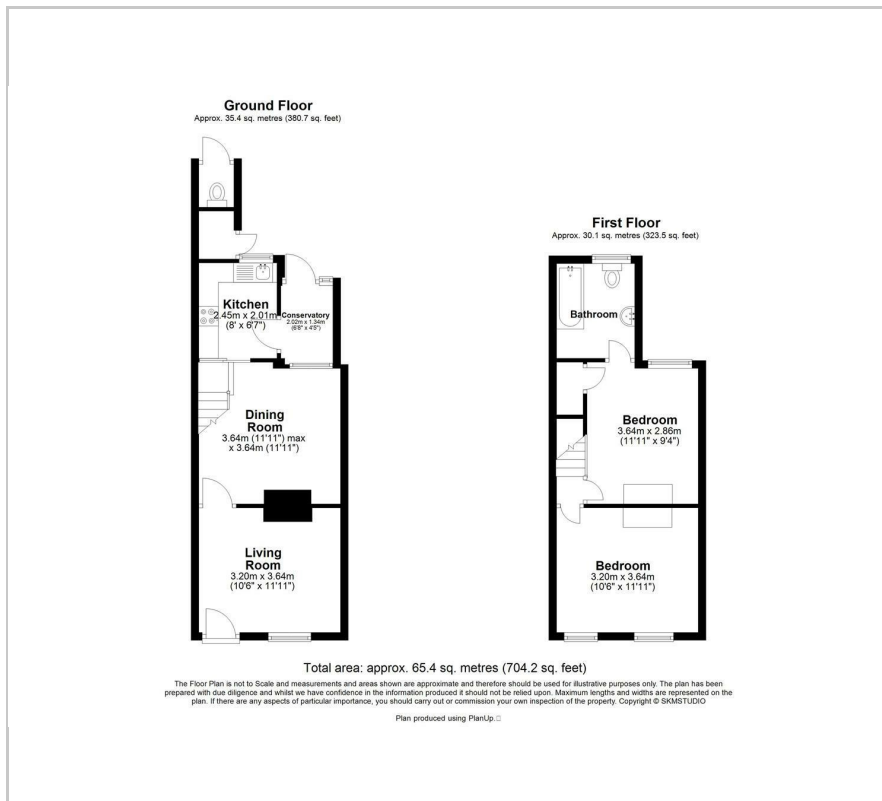 Ground Floor
Approx. 35.4 sq. metres (380.7 sq. feet)
Kitchen
2.45m x 2.01m
(8' x 6'7")
Conservatory
2.02m x 1.34m
(6'8" x 4'5")
Dining
Room
3.64m (11'11") max
x 3.64m (11'11")
Living
Room
3.20m x 3.64m
(10'6" x 11'11")
First Floor
Approx. 30.1 sq. metres (323.5 sq. feet)
Bathroom
Bedroom
3.64m x 2.86m
(11'11" x 9'4")
Bedroom
3.20m x 3.64m
(10'6" x 11'11")
Total area: approx. 65.4 sq. metres (704.2 sq. feet)
The Floor Plan is not to Scale and measurements and areas shown are approximate and therefore should be used for illustrative purposes only. The plan has been
prepared with due diligence and whilst we have confidence in the information produced it should not be relied upon. Maximum lengths and widths are represented on the
plan. If there are any aspects of particular importance, you should carry out or commission your own inspection of the property. Copyright © SKMSTUDIO
Plan produced using PlanUp.